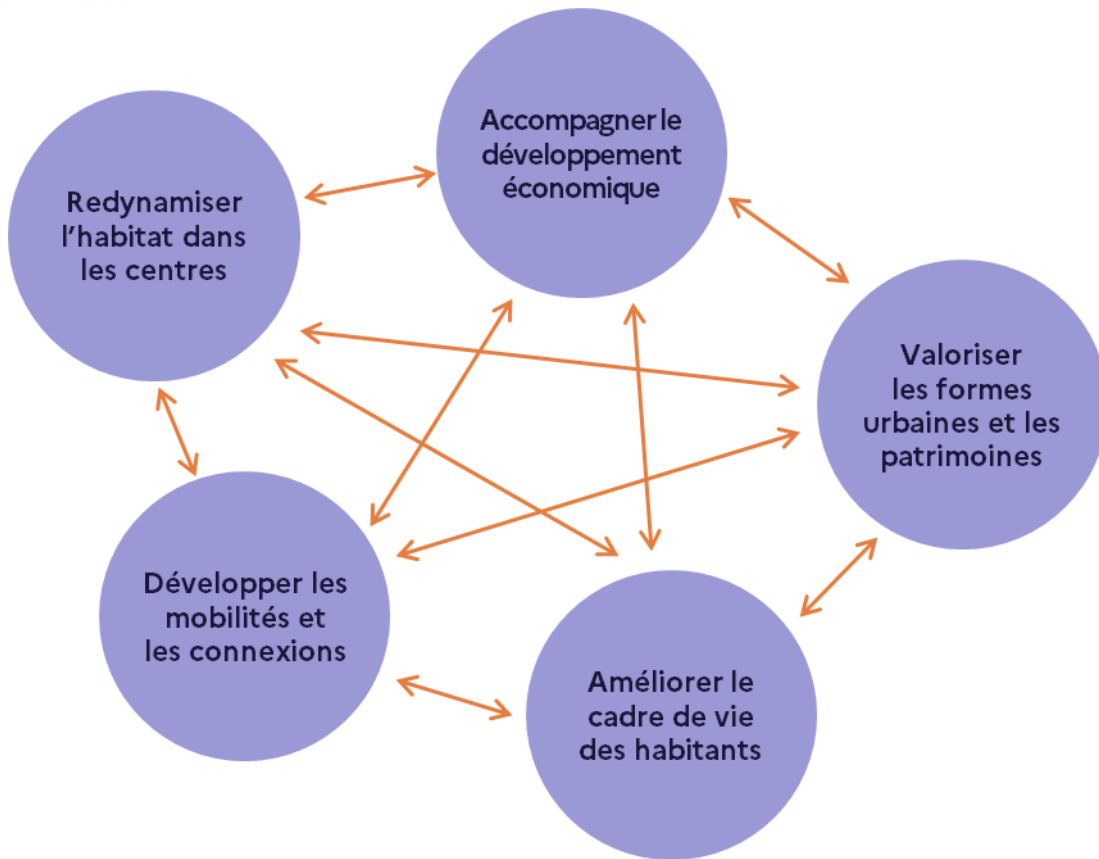 Accompagner le
développement
économique
Redynamiser
l'habitat dans
les centres
Valoriser
les formes
urbaines et les
patrimoines
Développer les
mobilités et
les connexions
Améliorer le
cadre de vie
des habitants